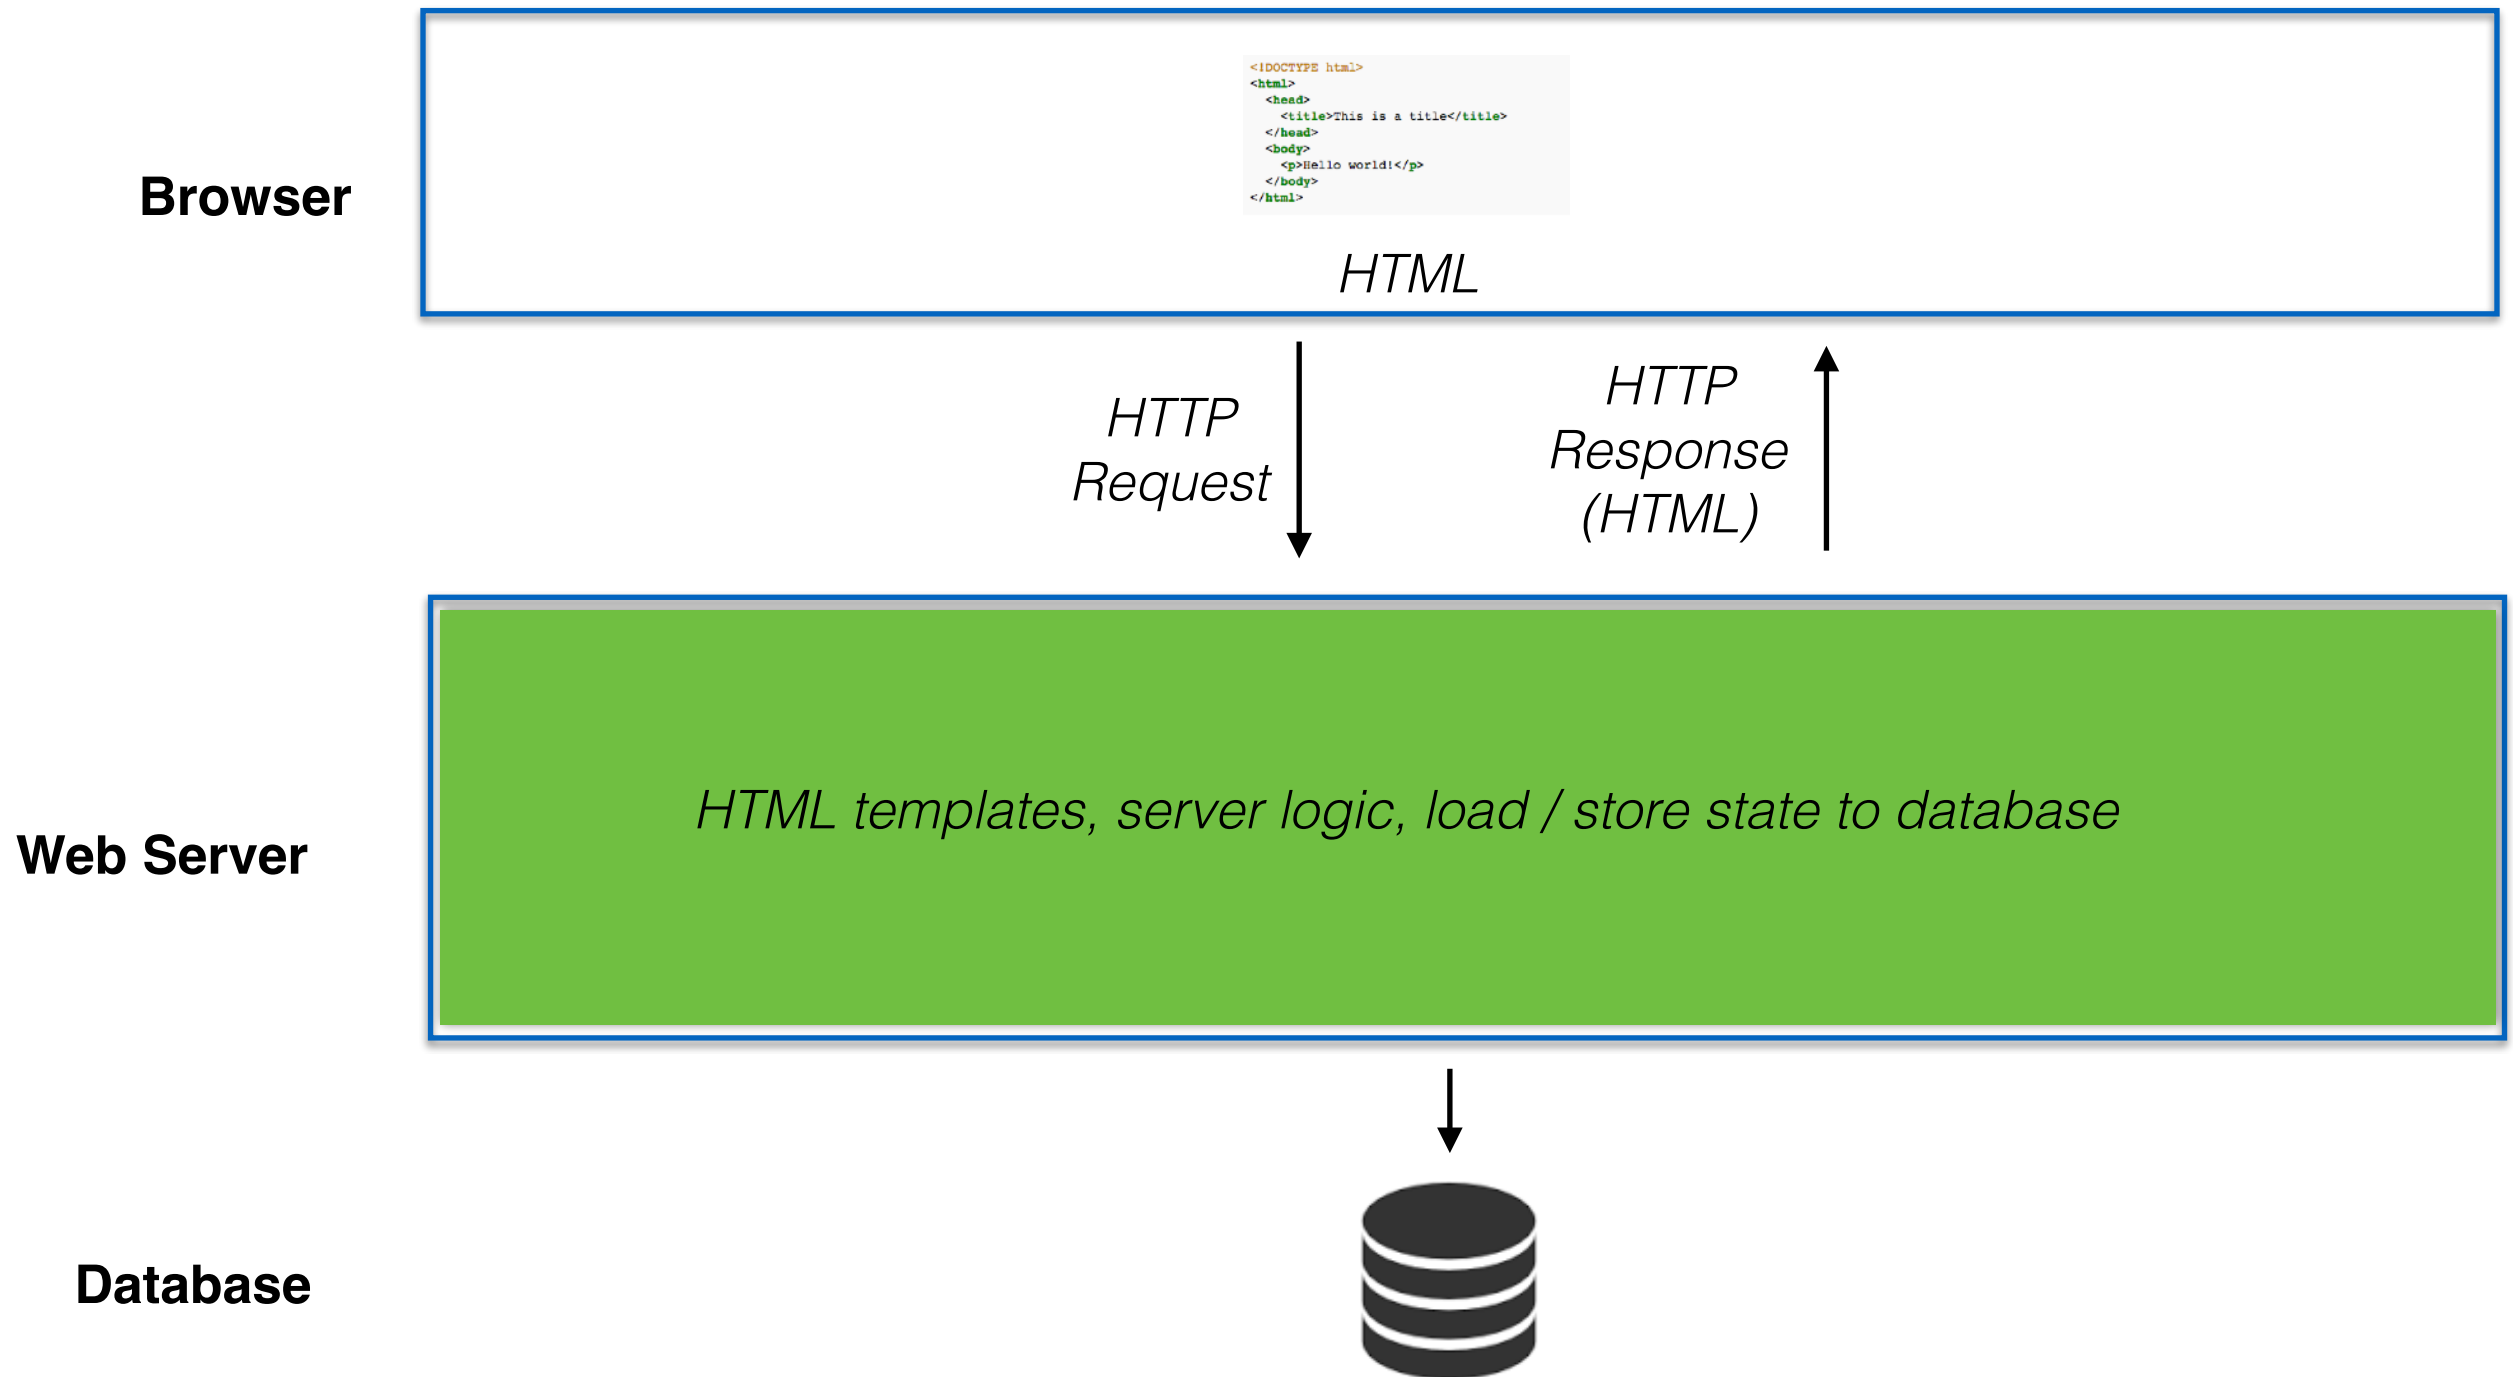 <!DOCTYPE html>
<html>
<head>
<title>This is a title</title>
</head>
<body>
<p>Hello world!</p>
</body>
</html>
Browser
HTML
HTTP
Request
HTTP
Response
(HTML)
HTML templates, server logic, load / store state to database
Web Server
Database